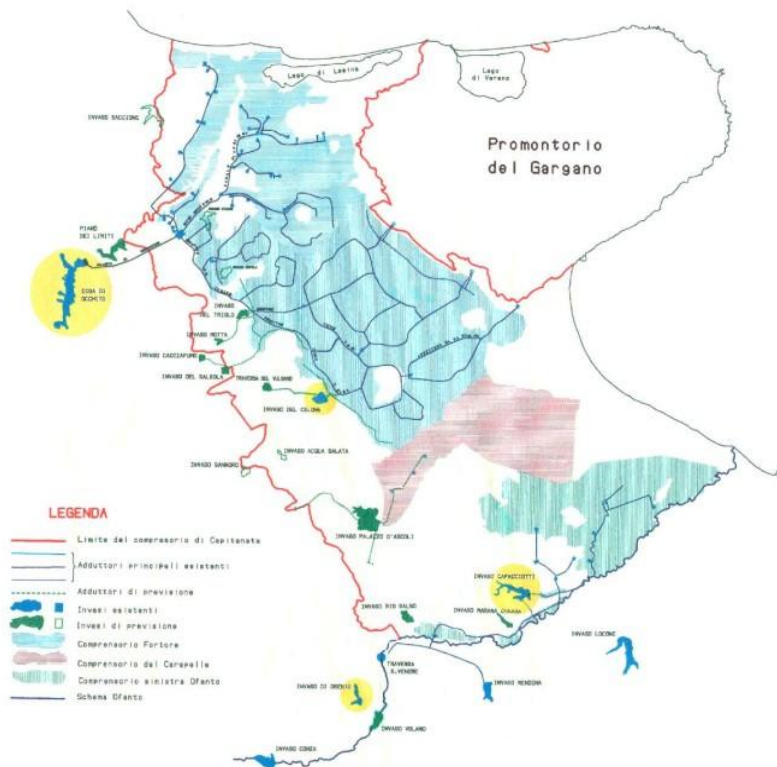 Lago di Lesina
Lago
di Varano
INVASO SACCIONE
Promontorio
del Gargano
PIANO
DEI LIMITI
DIGA DI
OCCHITO
INVASO
DEL TRIOLO
INVASO MOTTA
INVASO CACCIAFUMO
INVASO DEL SALSOLA
TRAVERSA SUL VULGANO
INVASO DEL CELONE
INVASO ACQUA SALATA
INVASO SANNORO
INVASO PALAZZO D'ASCOLI
INVASO CAPACCIOTTI
INVASO RIO SALSO
INVASO MARANA CAPACCIOTTI
INVASO LOCONE
TRAVERSA
S.VENERE
INVASO DI OSENTO
INVASO RENDINA
INVASO VOLANO
INVASO CONZA
LEGENDA
Limite del comprensorio di Capitanata
Adduttori principali esistenti
Adduttori di previsione
Invasi esistenti
Invasi di previsione
Comprensorio Fortore
Comprensorio del Carapelle
Comprensorio sinistra Ofanto
Schema Ofanto